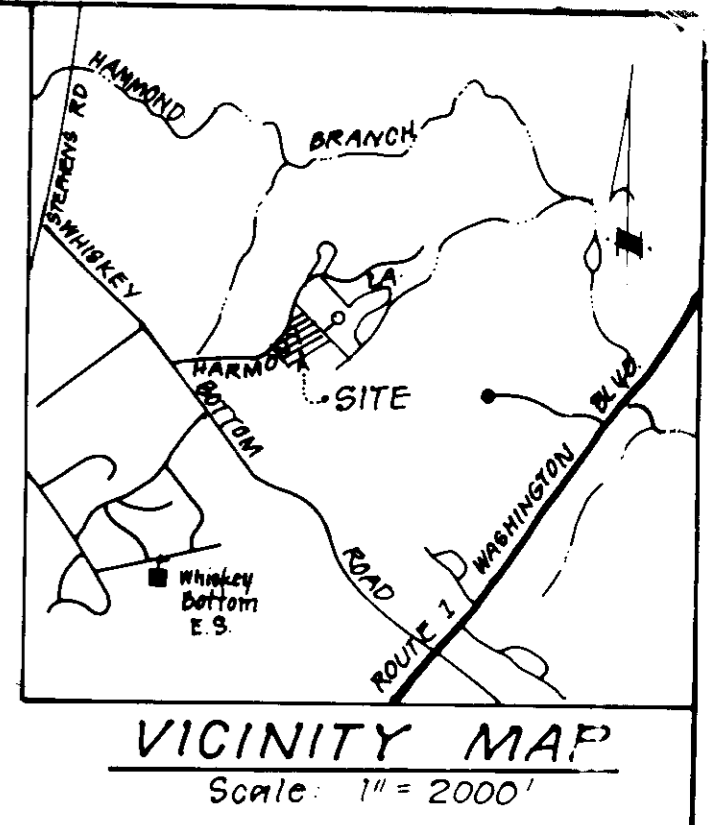 HAMMOND
BRANCH
STEPHENS RD
WHISKEY
LA.
HARMONY
SITE
BOTTOM
BLVD.
WASHINGTON
ROAD
Whiskey
Bottom
E.S.
ROUTE 1
VICINITY MAP
Scale: 1" = 2000'